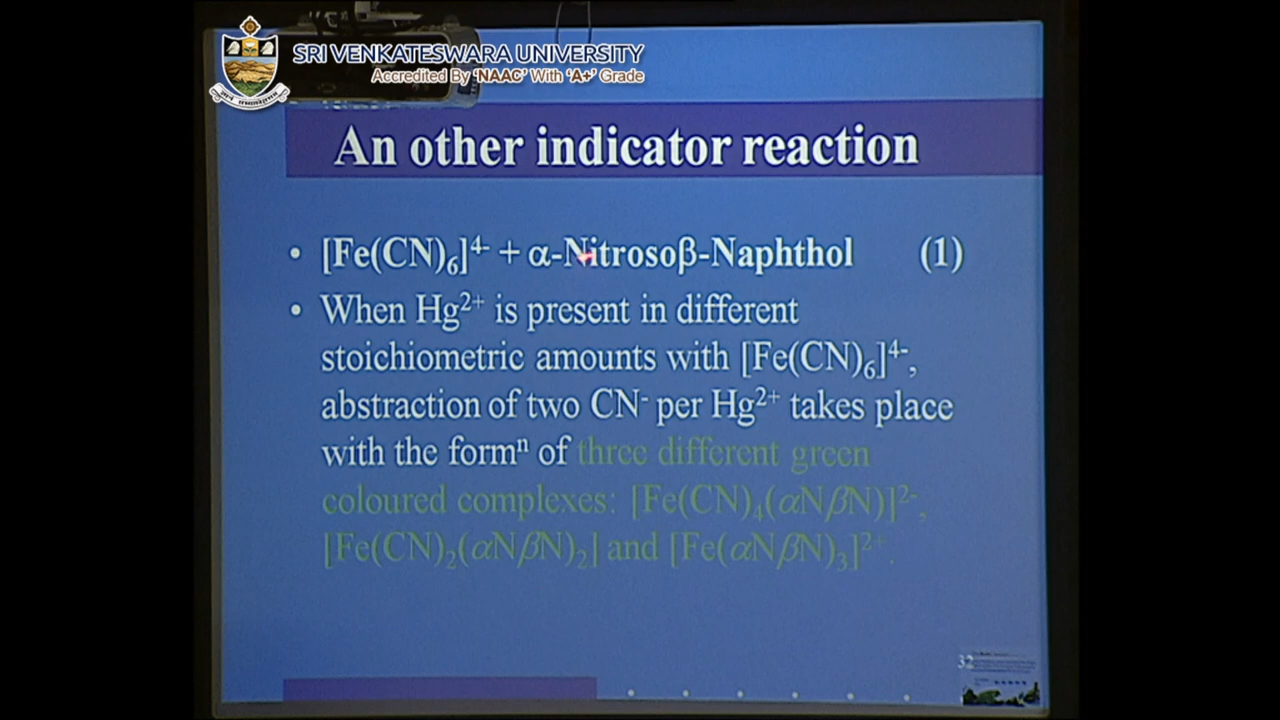 SRI VENKATESWARA UNIVERSITY
Accredited By 'NAAC' With 'A+' Grade
An other indicator reaction
• [Fe(CN)₆]⁴⁻ + α-Nitrosoβ-Naphthol (1)
• When Hg²⁺ is present in different
stoichiometric amounts with [Fe(CN)₆]⁴⁻,
abstraction of two CN⁻ per Hg²⁺ takes place
with the formⁿ of three different green
coloured complexes: [Fe(CN)₄(αNβN)]²⁻,
[Fe(CN)₂(αNβN)₂] and [Fe(αNβN)₃]²⁺.
32